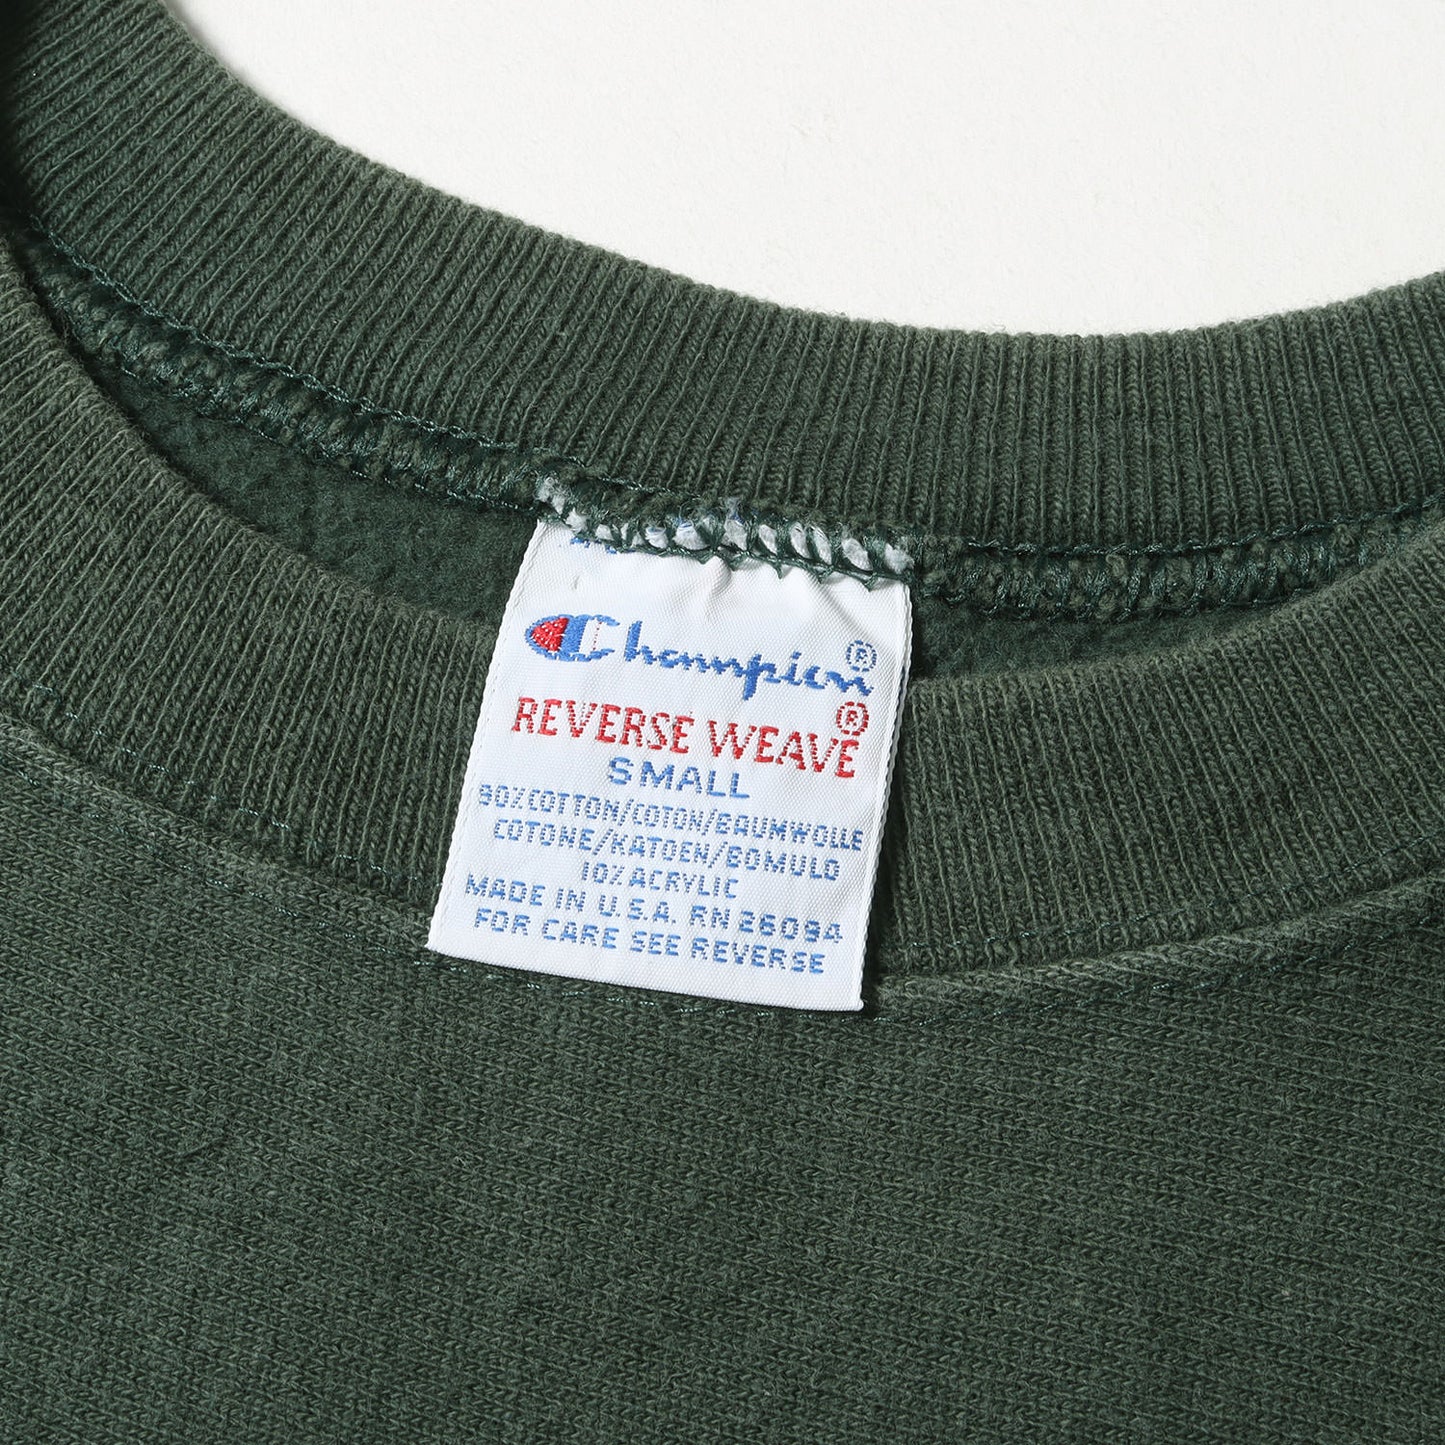 Champion®
REVERSE WEAVE®
SMALL
90% COTTON/COTON/BAUMWOLLE
COTONE/KATOEN/BOMULD
10% ACRYLIC
MADE IN U.S.A. RN 26094
FOR CARE SEE REVERSE